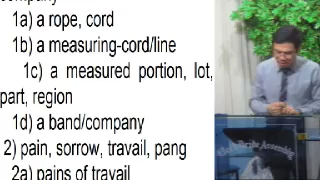 company
1a) a rope, cord
1b) a measuring-cord/line
1c) a measured portion, lot,
part, region
1d) a band/company
2) pain, sorrow, travail, pang
2a) pains of travail